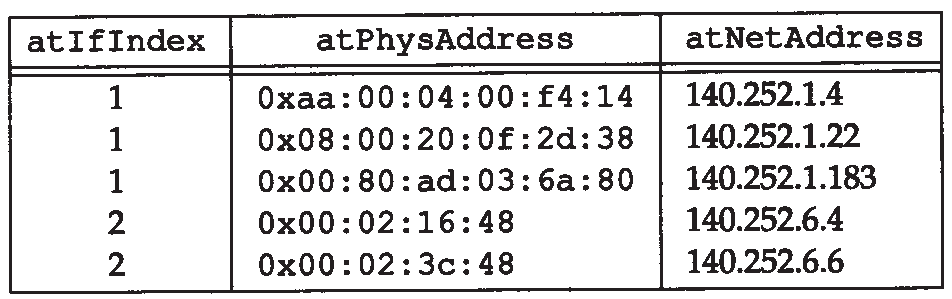 atIfIndex atPhysAddress atNetAddress
1 0xaa:00:04:00:f4:14 140.252.1.4
1 0x08:00:20:0f:2d:38 140.252.1.22
1 0x00:80:ad:03:6a:80 140.252.1.183
2 0x00:02:16:48 140.252.6.4
2 0x00:02:3c:48 140.252.6.6